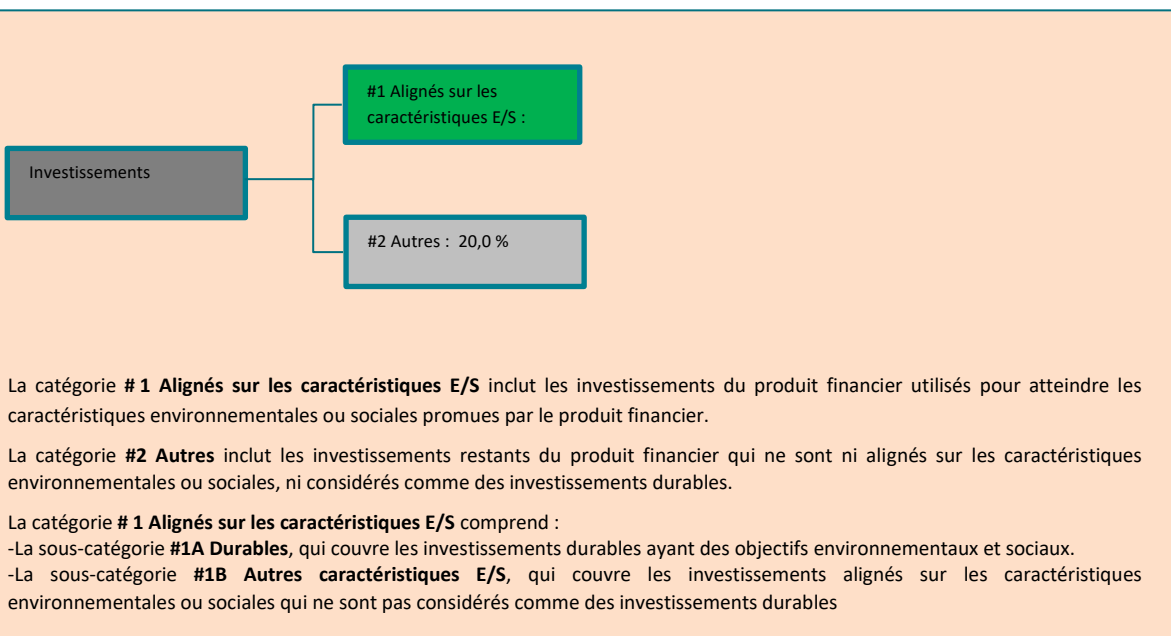 #1 Alignés sur les
caractéristiques E/S :
Investissements
#2 Autres : 20,0 %
La catégorie # 1 Alignés sur les caractéristiques E/S inclut les investissements du produit financier utilisés pour atteindre les
caractéristiques environnementales ou sociales promues par le produit financier.
La catégorie #2 Autres inclut les investissements restants du produit financier qui ne sont ni alignés sur les caractéristiques
environnementales ou sociales, ni considérés comme des investissements durables.
La catégorie # 1 Alignés sur les caractéristiques E/S comprend :
-La sous-catégorie #1A Durables, qui couvre les investissements durables ayant des objectifs environnementaux et sociaux.
-La sous-catégorie #1B Autres caractéristiques E/S, qui couvre les investissements alignés sur les caractéristiques
environnementales ou sociales qui ne sont pas considérés comme des investissements durables